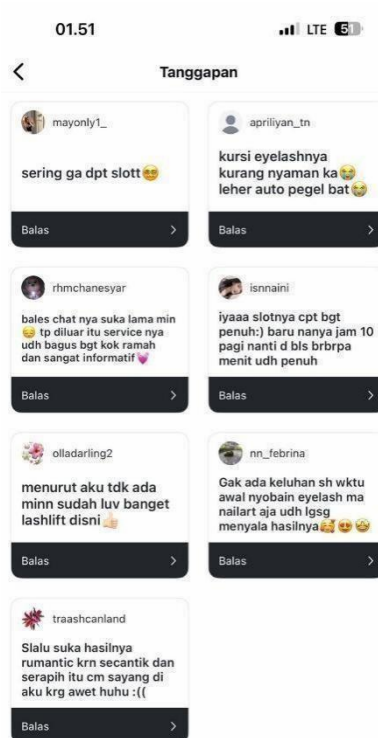 01.51
LTE 51
Tanggapan
mayonly1_
sering ga dpt slott😵‍💫
Balas
apriliyan_tn
kursi eyelashnya
kurang nyaman ka😭
leher auto pegel bat😭
Balas
rhmchanesyar
bales chat nya suka lama min
😄 tp diluar itu service nya
udh bagus bgt kok ramah
dan sangat informatif💓
Balas
isnnaini
iyaaa slotnya cpt bgt
penuh:) baru nanya jam 10
pagi nanti d bls brbrpa
menit udh penuh
Balas
olladarling2
menurut aku tdk ada
minn sudah luv banget
lashlift disni👍🏻
Balas
nn_febrina
Gak ada keluhan sh wktu
awal nyobain eyelash ma
nailart aja udh lgsg
menyala hasilnya🥰😍🤩
Balas
traashcanland
Slalu suka hasilnya
rumantic krn secantik dan
serapih itu cm sayang di
aku krg awet huhu :((
Balas